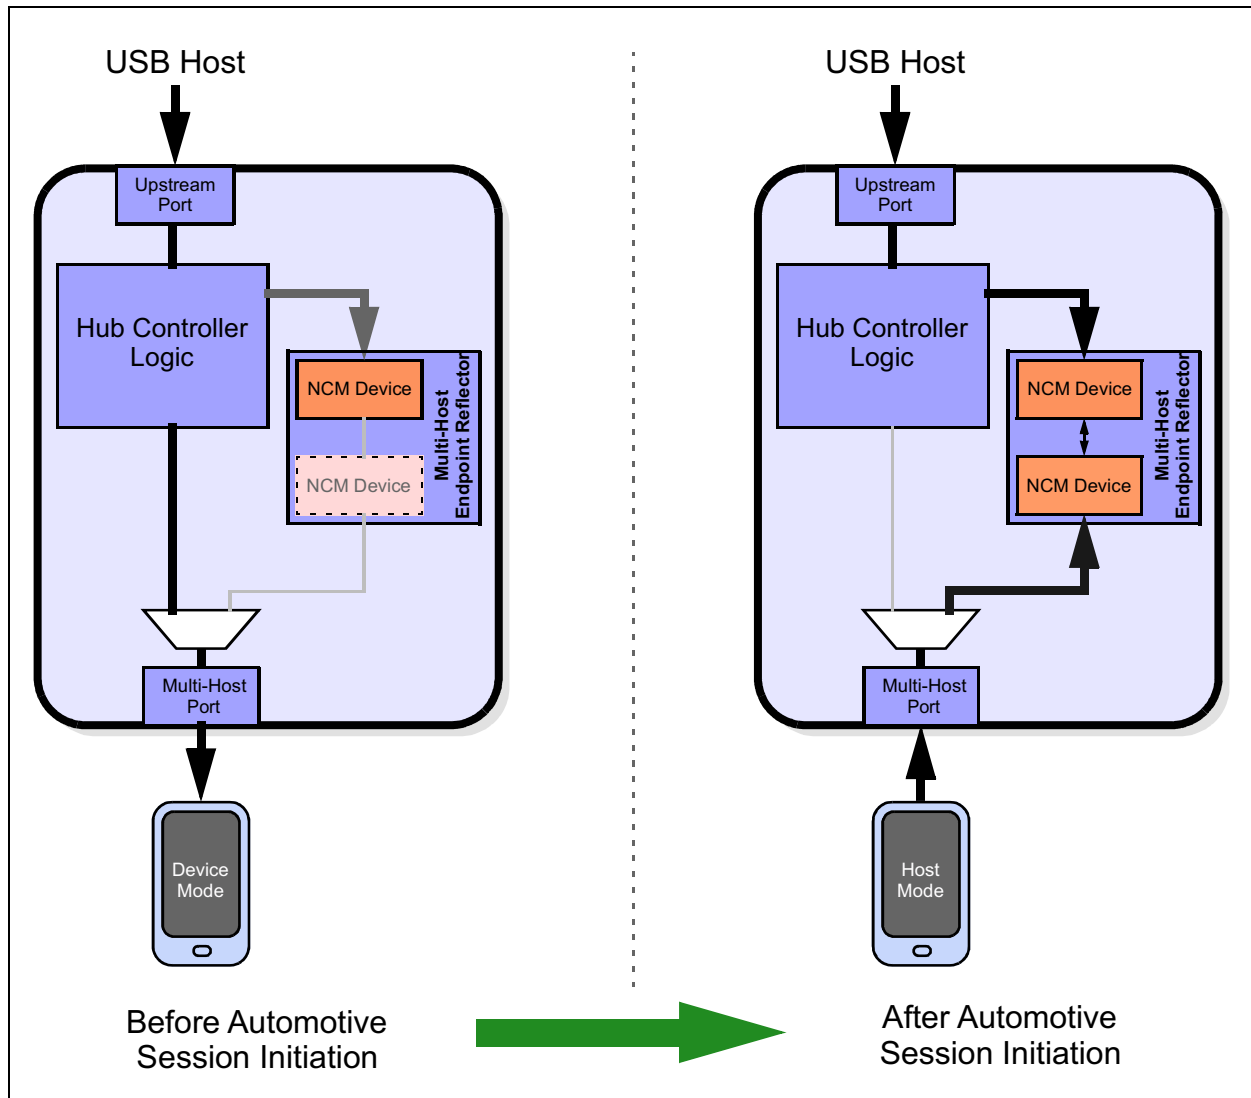 USB Host
Upstream
Port
Hub Controller
Logic
NCM Device
NCM Device
Multi-Host
Endpoint Reflector
Multi-Host
Port
Device
Mode
Before Automotive
Session Initiation
USB Host
Upstream
Port
Hub Controller
Logic
NCM Device
NCM Device
Multi-Host
Endpoint Reflector
Multi-Host
Port
Host
Mode
After Automotive
Session Initiation